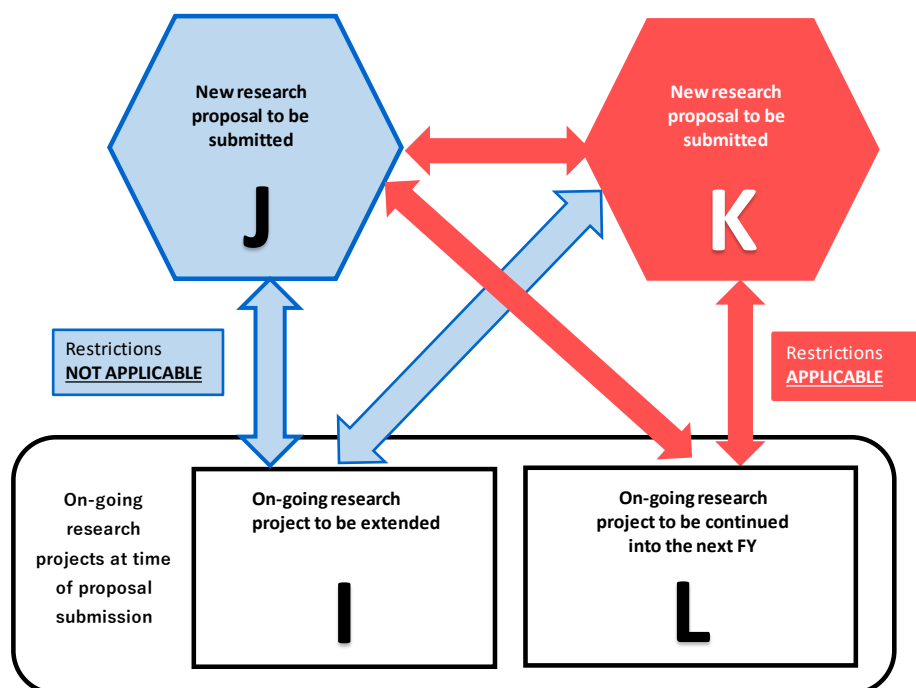 New research
proposal to be
submitted
J
New research
proposal to be
submitted
K
Restrictions
NOT APPLICABLE
Restrictions
APPLICABLE
On-going
research
projects at time
of proposal
submission
On-going research
project to be extended
I
On-going research
project to be continued
into the next FY
L